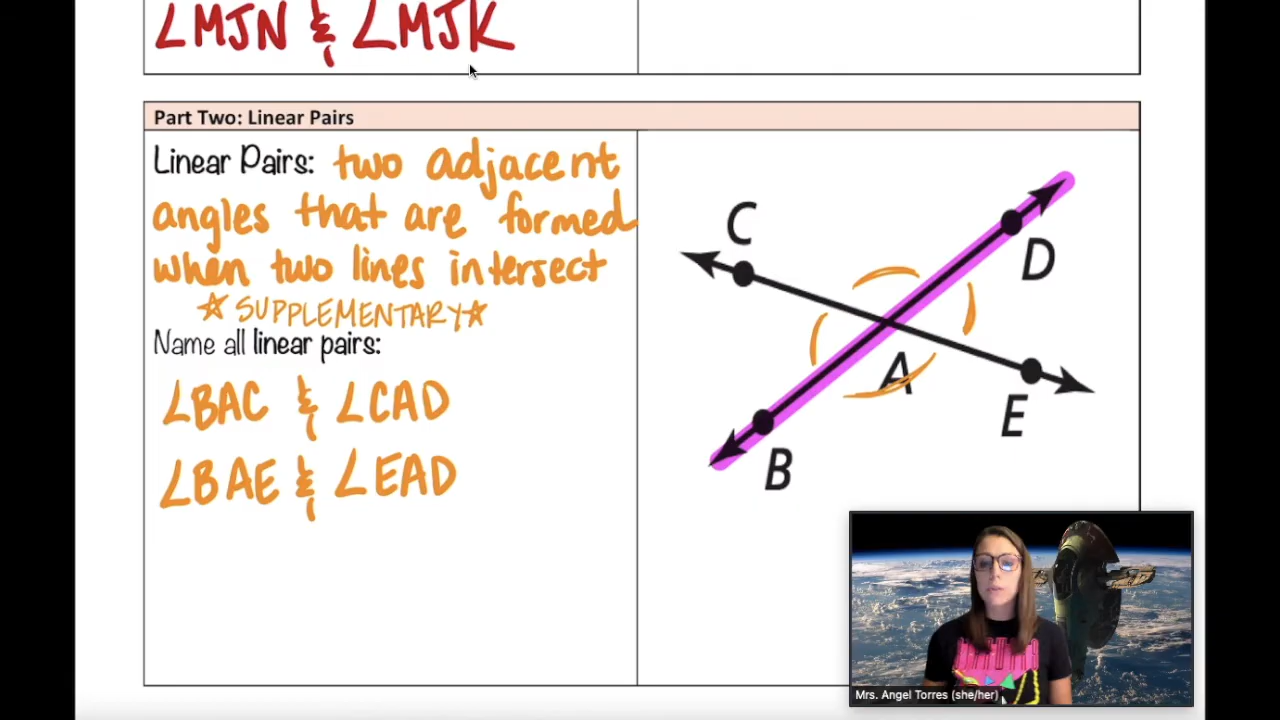 ∠MJN & ∠MJK
Part Two: Linear Pairs
Linear Pairs: two adjacent
angles that are formed
when two lines intersect
☆ SUPPLEMENTARY ☆
Name all linear pairs:
∠BAC & ∠CAD
∠BAE & ∠EAD
C
D
A
E
B
Mrs. Angel Torres (she/her)